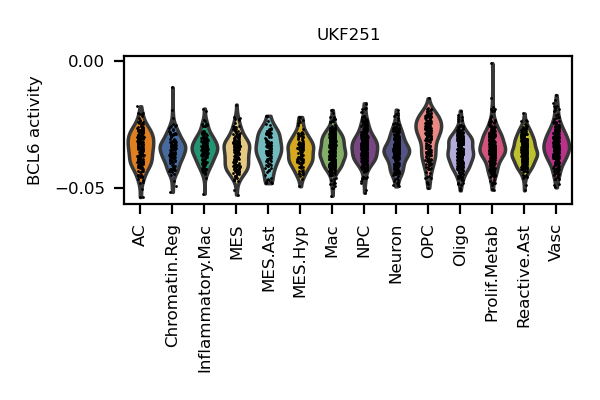 UKF251
BCL6 activity
0.00
−0.05
AC
Chromatin.Reg
Inflammatory.Mac
MES
MES.Ast
MES.Hyp
Mac
NPC
Neuron
OPC
Oligo
Prolif.Metab
Reactive.Ast
Vasc